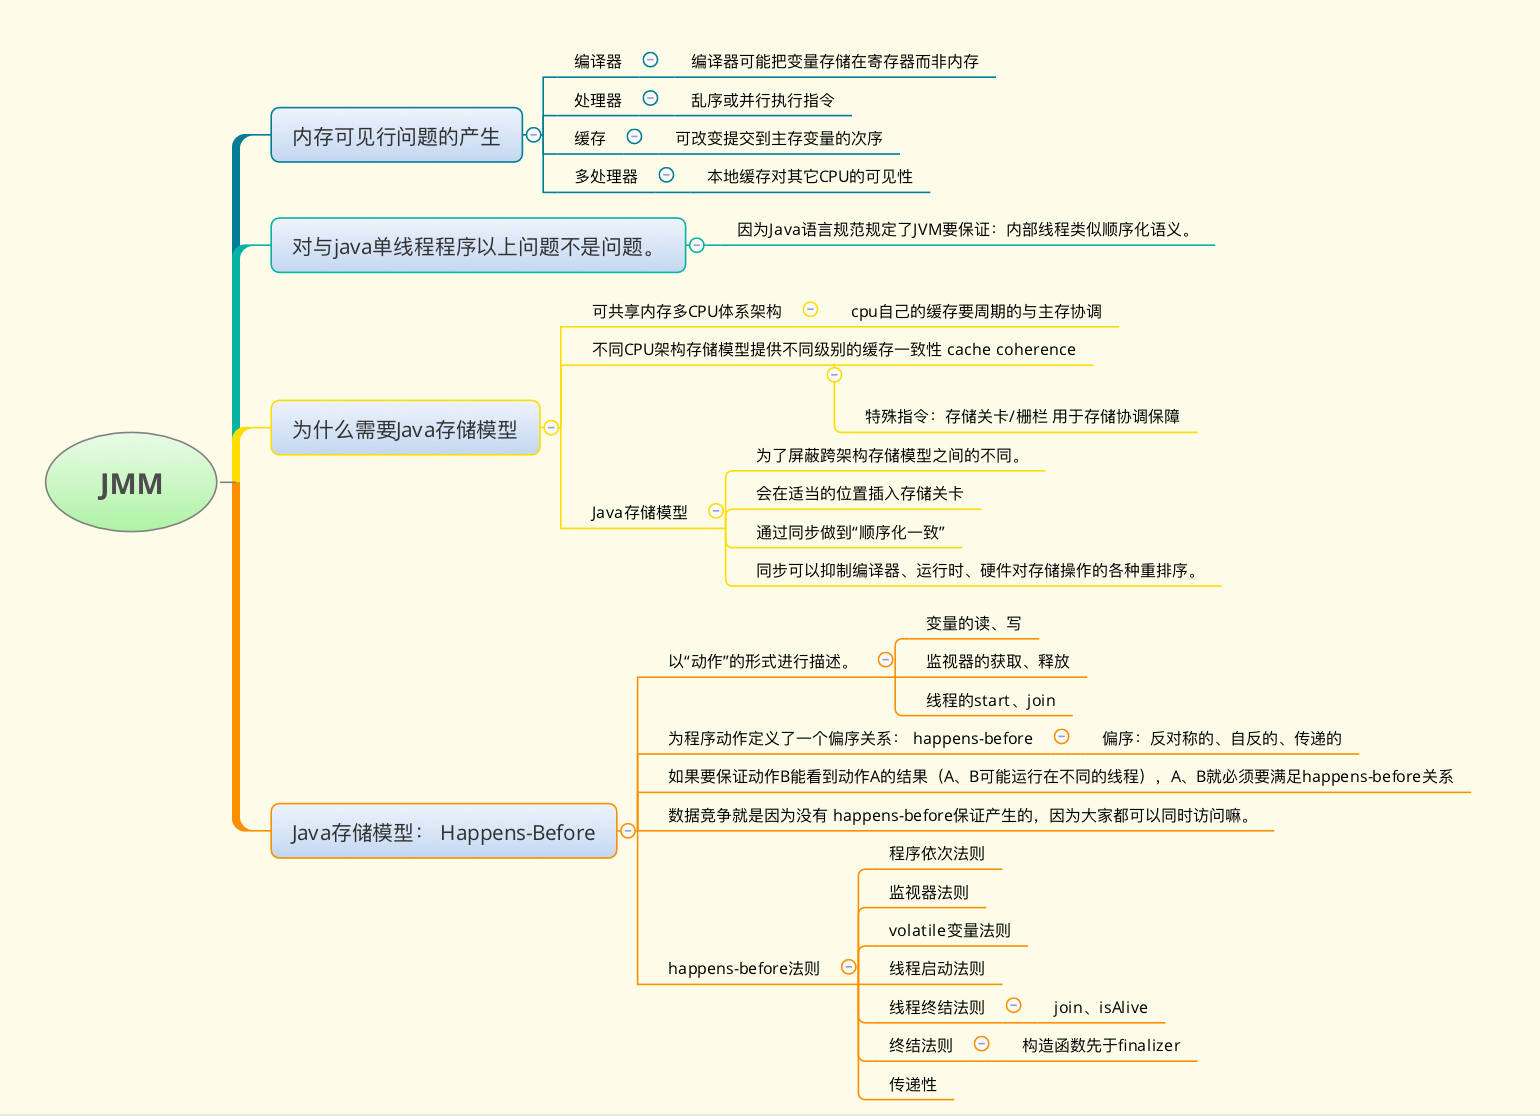 JMM
内存可见行问题的产生
编译器
编译器可能把变量存储在寄存器而非内存
处理器
乱序或并行执行指令
缓存
可改变提交到主存变量的次序
多处理器
本地缓存对其它CPU的可见性
对与java单线程程序以上问题不是问题。
因为Java语言规范规定了JVM要保证：内部线程类似顺序化语义。
为什么需要Java存储模型
可共享内存多CPU体系架构
cpu自己的缓存要周期的与主存协调
不同CPU架构存储模型提供不同级别的缓存一致性 cache coherence
特殊指令：存储关卡/栅栏 用于存储协调保障
Java存储模型
为了屏蔽跨架构存储模型之间的不同。
会在适当的位置插入存储关卡
通过同步做到“顺序化一致”
同步可以抑制编译器、运行时、硬件对存储操作的各种重排序。
Java存储模型： Happens-Before
以“动作”的形式进行描述。
变量的读、写
监视器的获取、释放
线程的start、join
为程序动作定义了一个偏序关系： happens-before
偏序：反对称的、自反的、传递的
如果要保证动作B能看到动作A的结果（A、B可能运行在不同的线程），A、B就必须要满足happens-before关系
数据竞争就是因为没有 happens-before保证产生的，因为大家都可以同时访问嘛。
happens-before法则
程序依次法则
监视器法则
volatile变量法则
线程启动法则
线程终结法则
join、isAlive
终结法则
构造函数先于finalizer
传递性